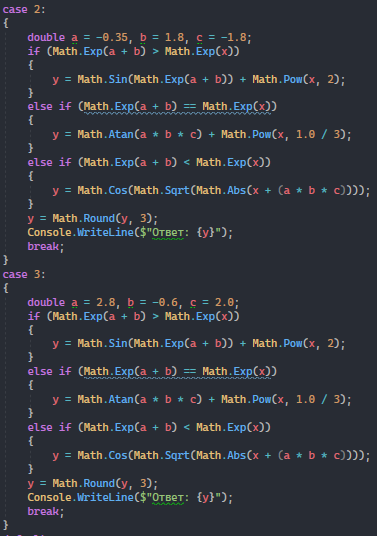 case 2:
{
double a = -0.35, b = 1.8, c = -1.8;
if (Math.Exp(a + b) > Math.Exp(x))
{
y = Math.Sin(Math.Exp(a + b)) + Math.Pow(x, 2);
}
else if (Math.Exp(a + b) == Math.Exp(x))
{
y = Math.Atan(a * b * c) + Math.Pow(x, 1.0 / 3);
}
else if (Math.Exp(a + b) < Math.Exp(x))
{
y = Math.Cos(Math.Sqrt(Math.Abs(x + (a * b * c))));
}
y = Math.Round(y, 3);
Console.WriteLine($"Ответ: {y}");
break;
}
case 3:
{
double a = 2.8, b = -0.6, c = 2.0;
if (Math.Exp(a + b) > Math.Exp(x))
{
y = Math.Sin(Math.Exp(a + b)) + Math.Pow(x, 2);
}
else if (Math.Exp(a + b) == Math.Exp(x))
{
y = Math.Atan(a * b * c) + Math.Pow(x, 1.0 / 3);
}
else if (Math.Exp(a + b) < Math.Exp(x))
{
y = Math.Cos(Math.Sqrt(Math.Abs(x + (a * b * c))));
}
y = Math.Round(y, 3);
Console.WriteLine($"Ответ: {y}");
break;
}